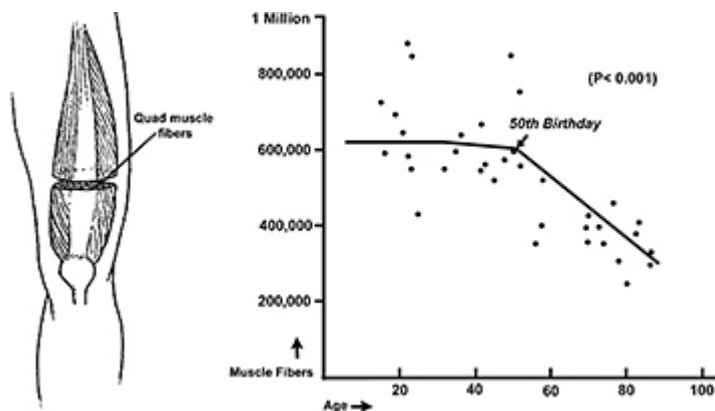 Quad muscle
fibers
1 Million
800,000
600,000
400,000
200,000
Muscle Fibers
(P< 0.001)
50th Birthday
20
40
60
80
100
Age